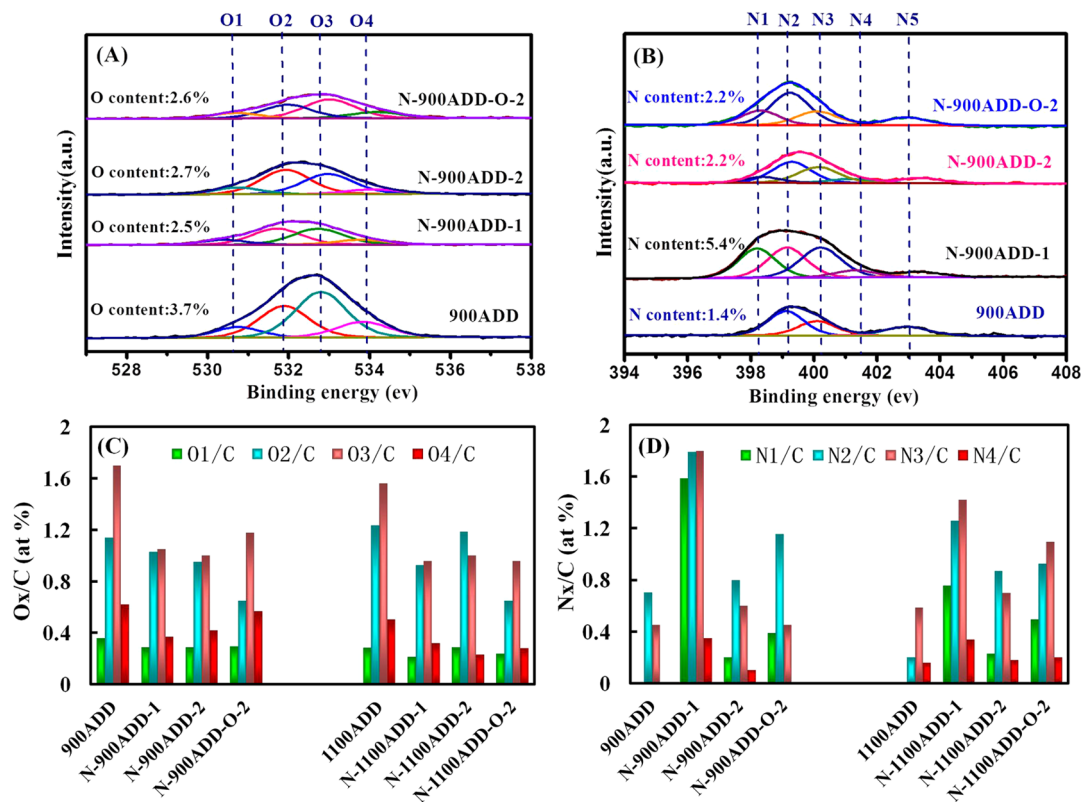 O1 O2 O3 O4
(A)
O content:2.6%
N-900ADD-O-2
O content:2.7%
N-900ADD-2
O content:2.5%
N-900ADD-1
O content:3.7%
900ADD
Intensity(a.u.)
528 530 532 534 536 538
Binding energy (ev)
N1 N2 N3 N4 N5
(B)
N content:2.2%
N-900ADD-O-2
N content:2.2%
N-900ADD-2
N content:5.4%
N-900ADD-1
N content:1.4%
900ADD
Intensity(a.u.)
394 396 398 400 402 404 406 408
Binding energy (ev)
(C)
O1/C O2/C O3/C O4/C
Ox/C (at %)
2
1.6
1.2
0.8
0.4
0
900ADD
N-900ADD-1
N-900ADD-2
N-900ADD-O-2
1100ADD
N-1100ADD-1
N-1100ADD-2
N-1100ADD-O-2
(D)
N1/C N2/C N3/C N4/C
Nx/C (at %)
2
1.6
1.2
0.8
0.4
0
900ADD
N-900ADD-1
N-900ADD-2
N-900ADD-O-2
1100ADD
N-1100ADD-1
N-1100ADD-2
N-1100ADD-O-2